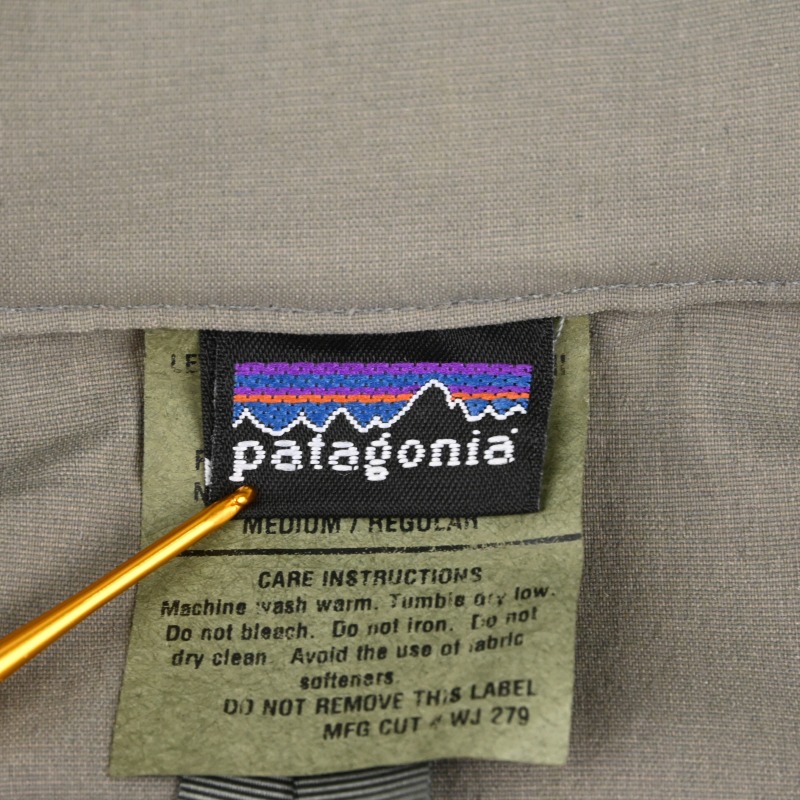 LE
patagonia
MEDIUM / REGULAR
CARE INSTRUCTIONS
Machine wash warm. Tumble dry low.
Do not bleach. Do not iron. Do not
dry clean. Avoid the use of fabric
softeners.
DO NOT REMOVE THIS LABEL
MFG CUT # WJ 279